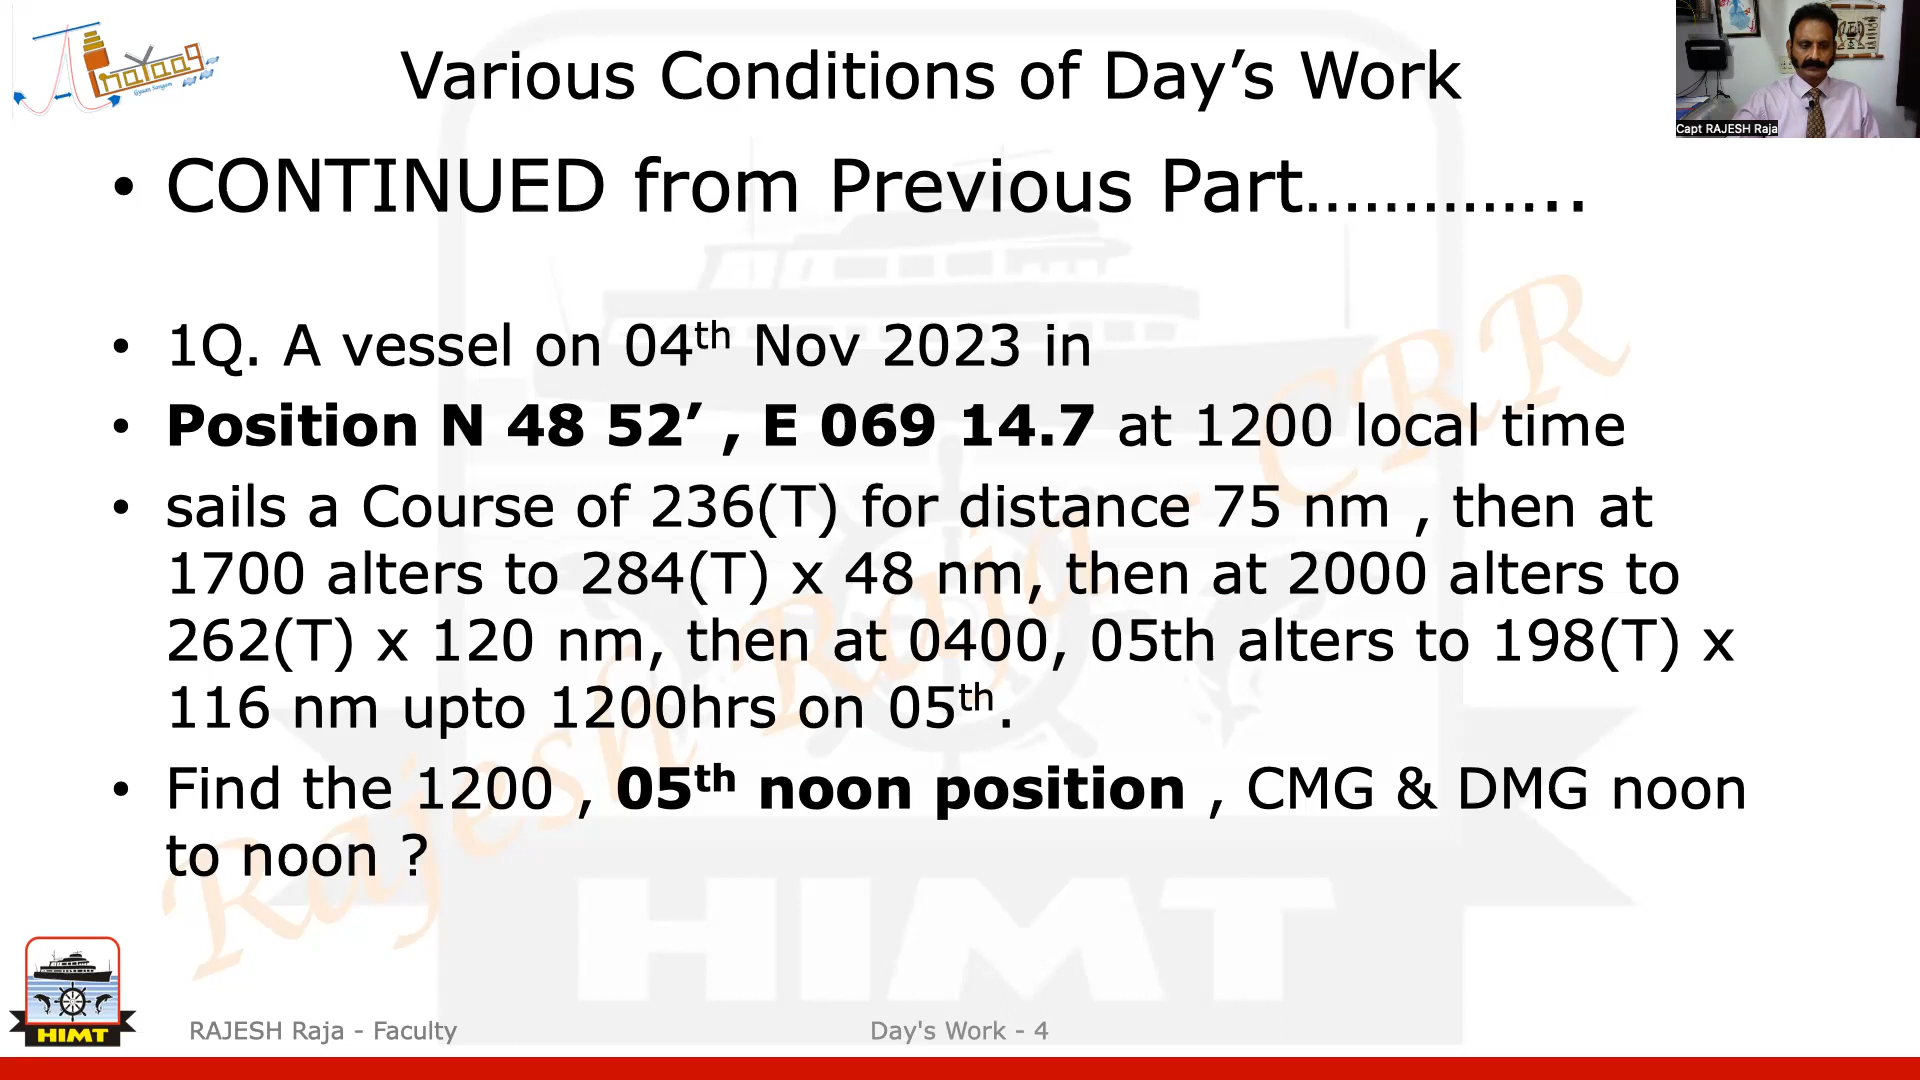 Various Conditions of Day’s Work
Capt RAJESH Raja
• CONTINUED from Previous Part…………..
• 1Q. A vessel on 04th Nov 2023 in
• Position N 48 52’ , E 069 14.7 at 1200 local time
• sails a Course of 236(T) for distance 75 nm , then at
1700 alters to 284(T) x 48 nm, then at 2000 alters to
262(T) x 120 nm, then at 0400, 05th alters to 198(T) x
116 nm upto 1200hrs on 05th.
• Find the 1200 , 05th noon position , CMG & DMG noon
to noon ?
Rajesh Raja - CRR
HIMT
HIMT
RAJESH Raja - Faculty
Day's Work - 4